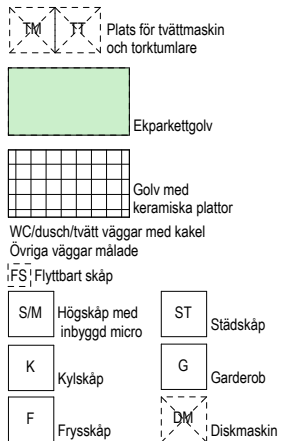 TM TT Plats för tvättmaskin
och torktumlare
Ekparkettgolv
Golv med
keramiska plattor
WC/dusch/tvätt väggar med kakel
Övriga väggar målade
FS Flyttbart skåp
S/M Högskåp med
inbyggd micro
ST Städskåp
K Kylskåp
G Garderob
F Frysskåp
DM Diskmaskin